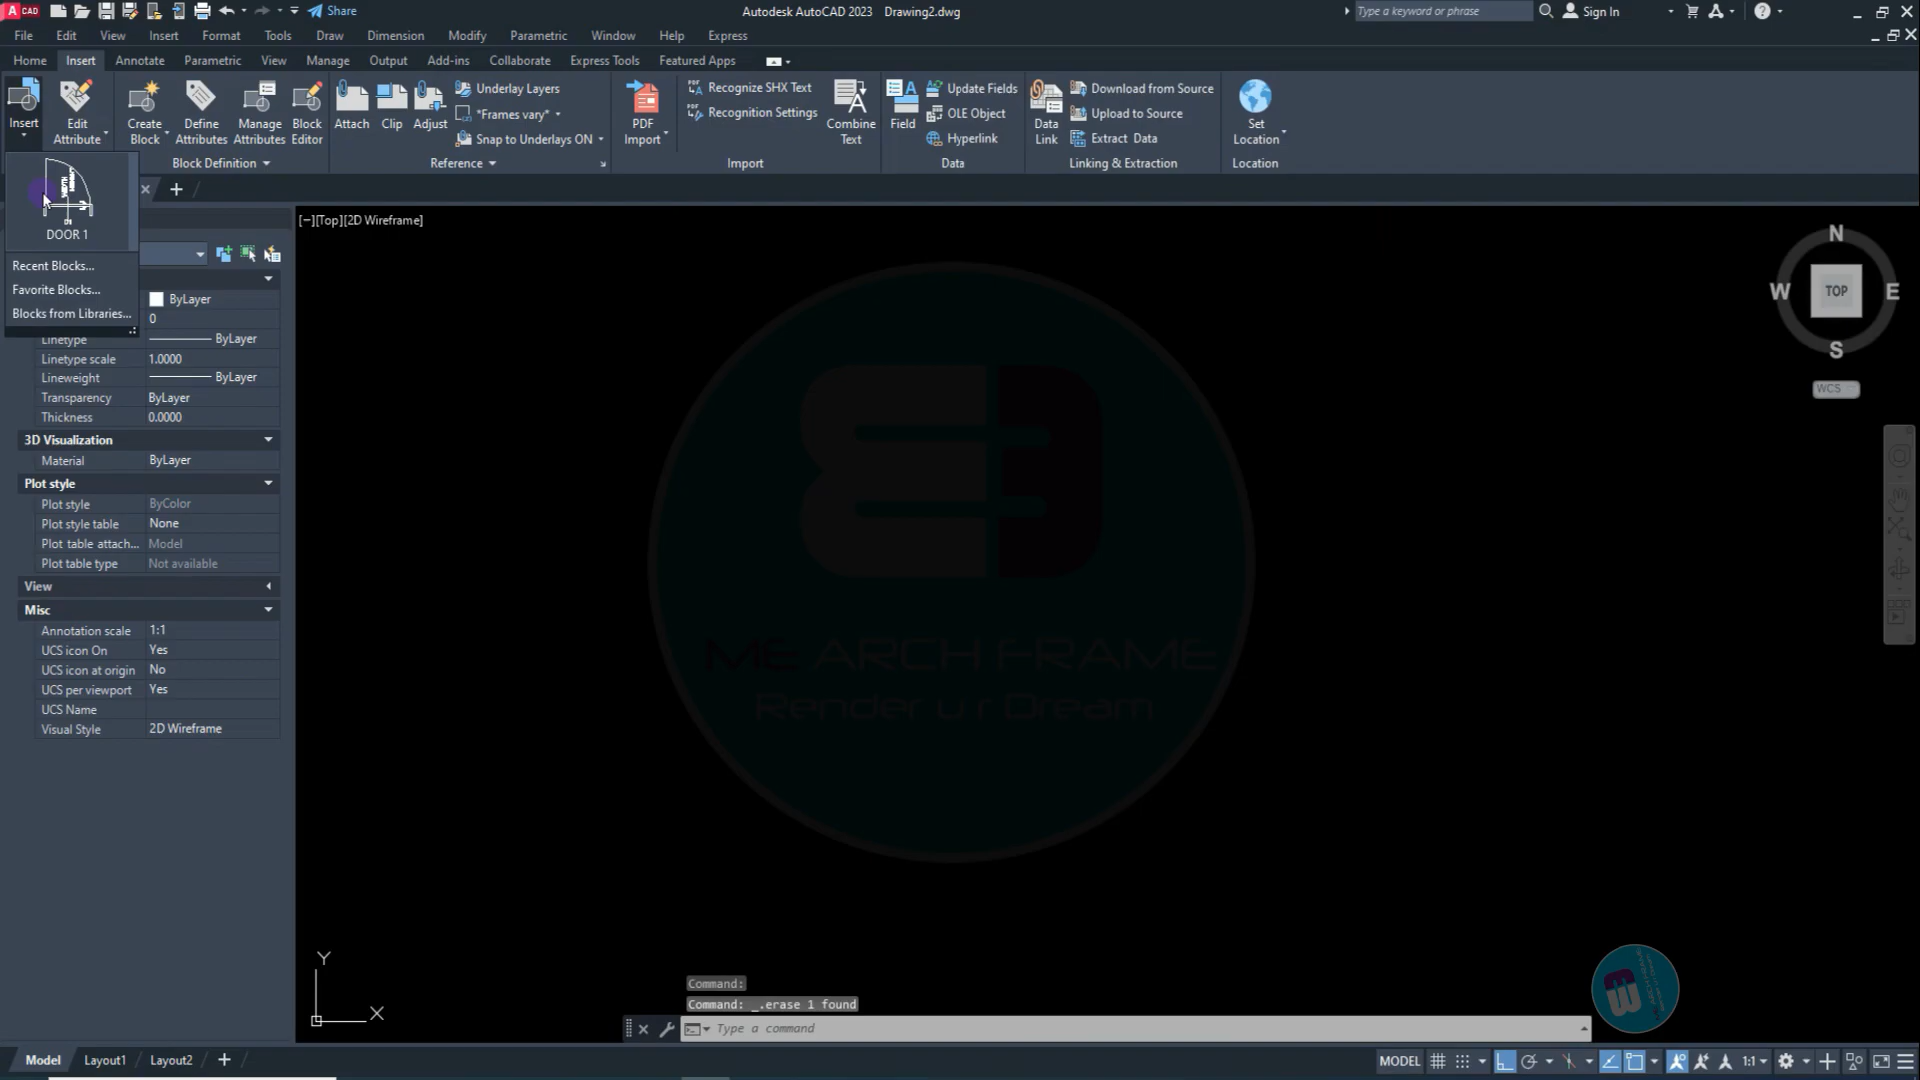 CAD
Share
Autodesk AutoCAD 2023 Drawing2.dwg
Type a keyword or phrase
Sign In
File Edit View Insert Format Tools Draw Dimension Modify Parametric Window Help Express
Home Insert Annotate Parametric View Manage Output Add-ins Collaborate Express Tools Featured Apps
Insert
Edit
Attribute
Create
Block
Define
Attributes
Manage
Attributes
Block
Editor
Block Definition
Attach
Clip
Adjust
Underlay Layers
*Frames vary*
Snap to Underlays ON
Reference
PDF
Import
Recognize SHX Text
Recognition Settings
Combine
Text
Import
Field
Update Fields
OLE Object
Hyperlink
Data
Data
Link
Download from Source
Upload to Source
Extract Data
Linking & Extraction
Set
Location
Location
DOOR 1
Recent Blocks...
Favorite Blocks...
Blocks from Libraries...
[−][Top][2D Wireframe]
ByLayer
0
Linetype ByLayer
Linetype scale 1.0000
Lineweight ByLayer
Transparency ByLayer
Thickness 0.0000
3D Visualization
Material ByLayer
Plot style
Plot style ByColor
Plot style table None
Plot table attach... Model
Plot table type Not available
View
Misc
Annotation scale 1:1
UCS icon On Yes
UCS icon at origin No
UCS per viewport Yes
UCS Name
Visual Style 2D Wireframe
N
W TOP E
S
WCS
ME ARCH FRAME
Render u'r Dream
Y
X
Command:
Command: _.erase 1 found
Type a command
Model Layout1 Layout2
MODEL
1:1